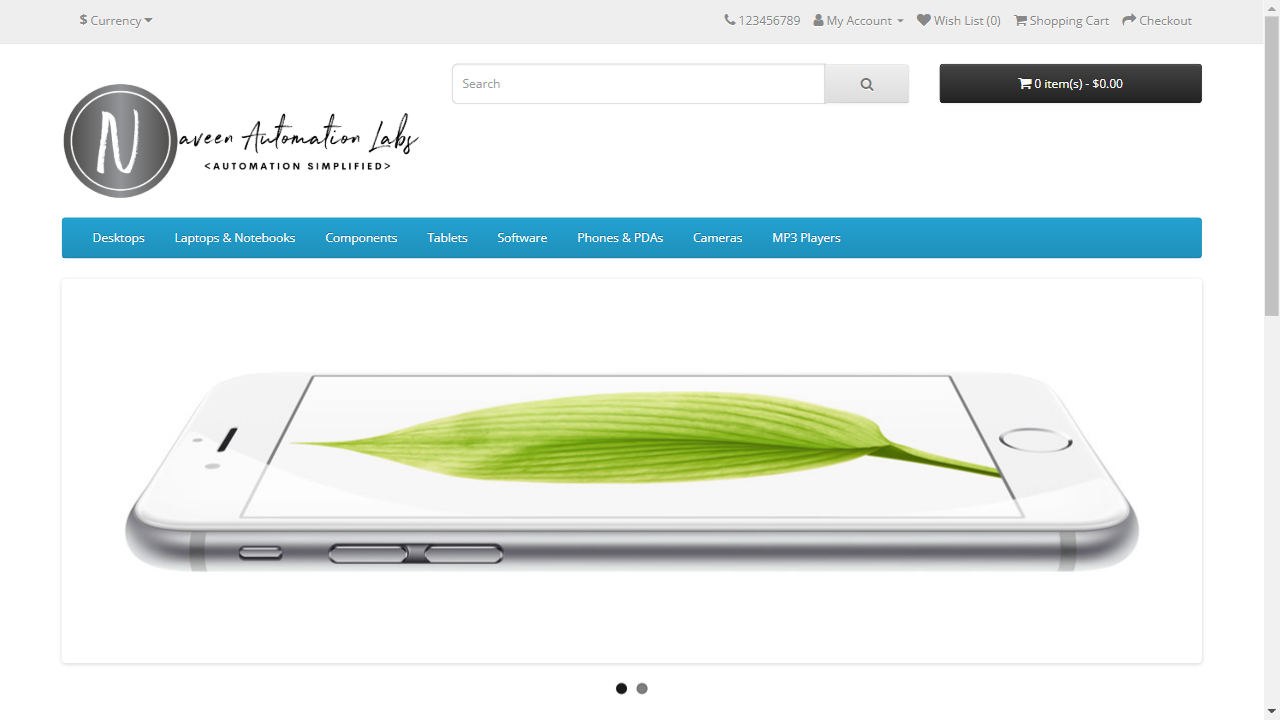 $ Currency
123456789 My Account Wish List (0) Shopping Cart Checkout
Search
0 item(s) - $0.00
N aveen Automation Labs
<AUTOMATION SIMPLIFIED>
Desktops Laptops & Notebooks Components Tablets Software Phones & PDAs Cameras MP3 Players